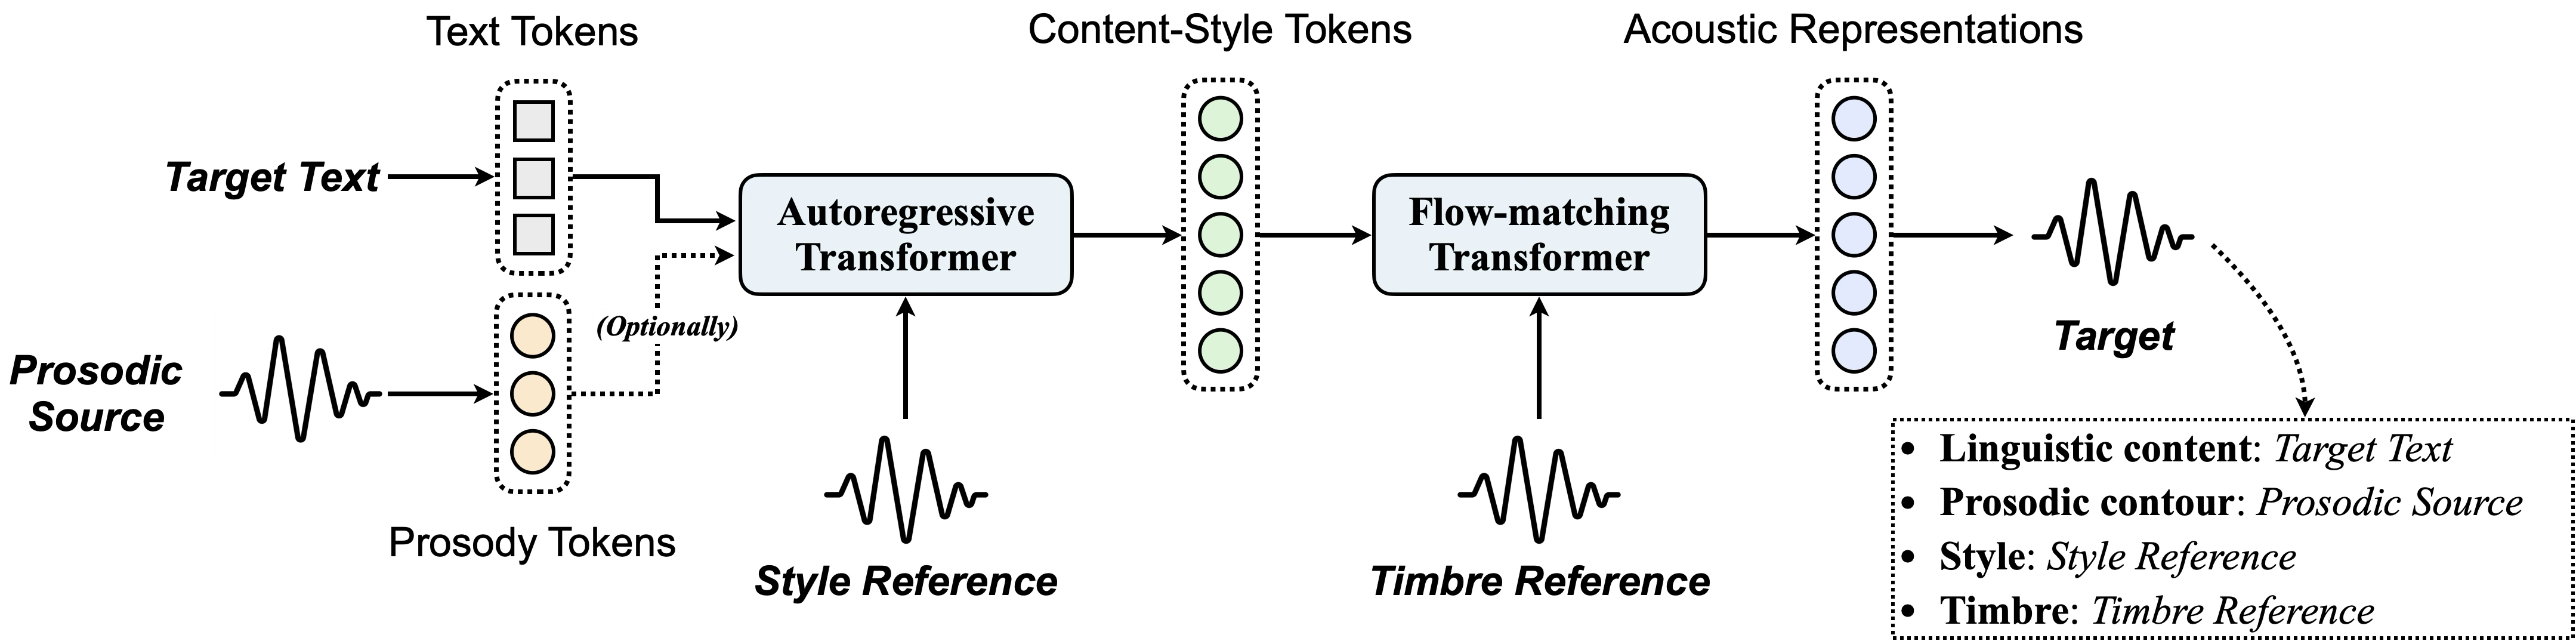 Text Tokens
Content-Style Tokens
Acoustic Representations
Target Text
Autoregressive
Transformer
Flow-matching
Transformer
(Optionally)
Target
Prosodic
Source
Prosody Tokens
Style Reference
Timbre Reference
• Linguistic content: Target Text
• Prosodic contour: Prosodic Source
• Style: Style Reference
• Timbre: Timbre Reference